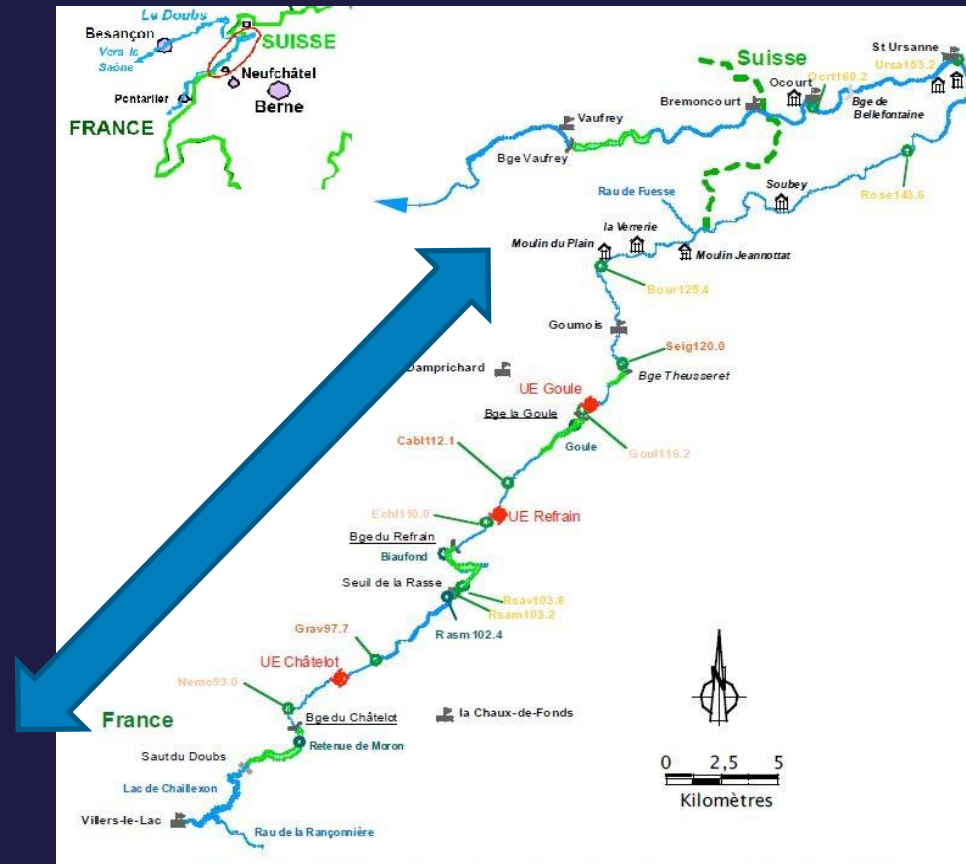 Le Doubs
Besançon
Vers la
Saône
SUISSE
Neufchâtel
Pontarlier
Berne
FRANCE
Suisse
St Ursanne
Ursa153.2
Ocourt
Ocrt160.2
Bremoncourt
Bge de
Bellefontaine
Vaufrey
Bge Vaufrey
Rau de Fuesse
Soubey
Rose143.6
la Verrerie
Moulin du Plain
Moulin Jeannottat
Bour125.4
Goumois
Seig120.0
Damprichard
Bge Theusseret
UE Goule
Bge la Goule
Goule
Goul116.2
Cabl112.1
Echl110.0
UE Refrain
Bge du Refrain
Biaufond
Seuil de la Rasse
Rsav103.8
Rsam103.2
Rasm102.4
Grav97.7
UE Châtelot
Nemo93.0
France
Bge du Châtelot
la Chaux-de-Fonds
Retenue de Moron
Saut du Doubs
Lac de Chaillexon
Villers-le-Lac
Rau de la Rançonnière
0 2,5 5
Kilomètres